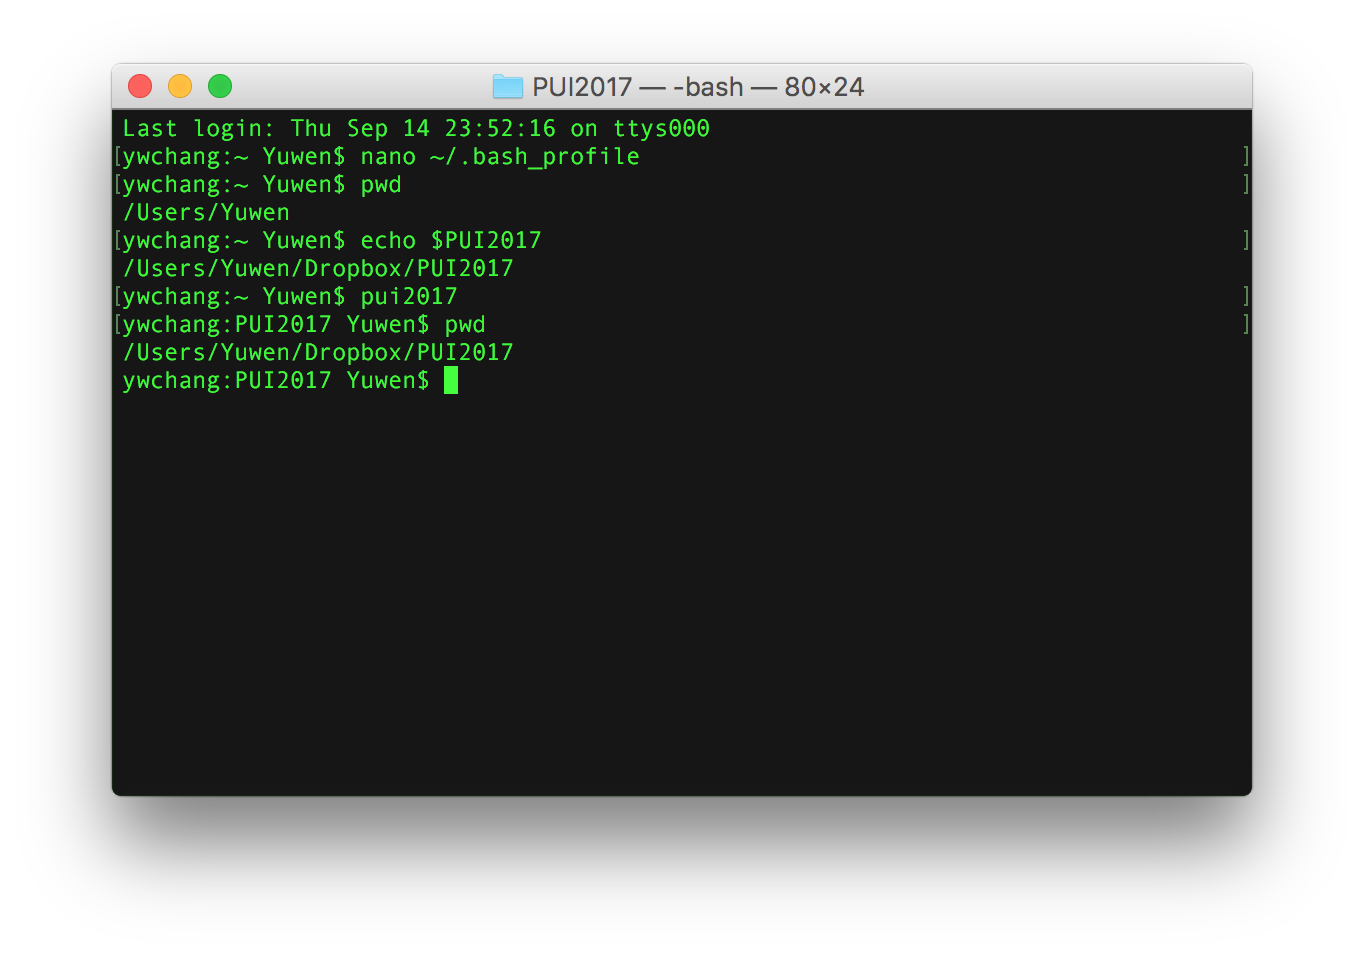 PUI2017 — -bash — 80×24
Last login: Thu Sep 14 23:52:16 on ttys000
[ywchang:~ Yuwen$ nano ~/.bash_profile ]
[ywchang:~ Yuwen$ pwd ]
/Users/Yuwen
[ywchang:~ Yuwen$ echo $PUI2017 ]
/Users/Yuwen/Dropbox/PUI2017
[ywchang:~ Yuwen$ pui2017 ]
[ywchang:PUI2017 Yuwen$ pwd ]
/Users/Yuwen/Dropbox/PUI2017
ywchang:PUI2017 Yuwen$